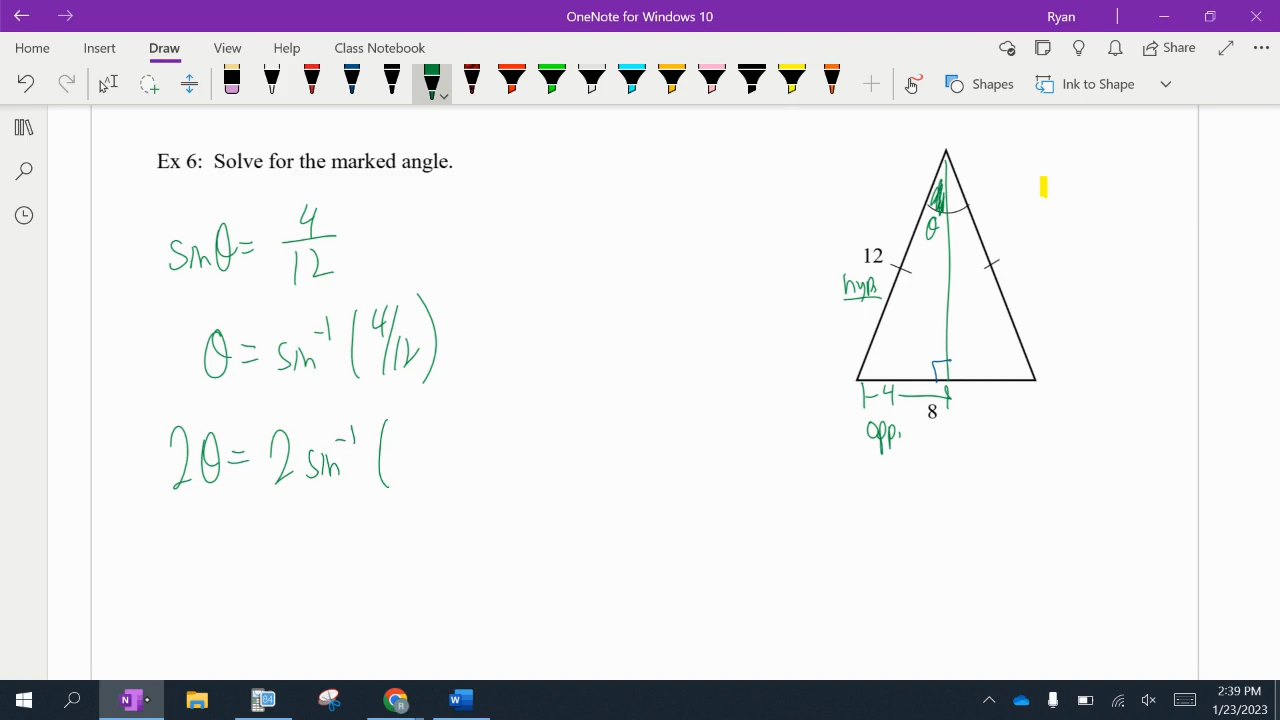 OneNote for Windows 10
Ryan
Home Insert Draw View Help Class Notebook
Share
Shapes
Ink to Shape
Ex 6: Solve for the marked angle.
sinθ = 4/12
θ = sin⁻¹ (4/12)
2θ = 2 sin⁻¹ (
θ
12
hyp.
4
8
opp.
84
2:39 PM
1/23/2023